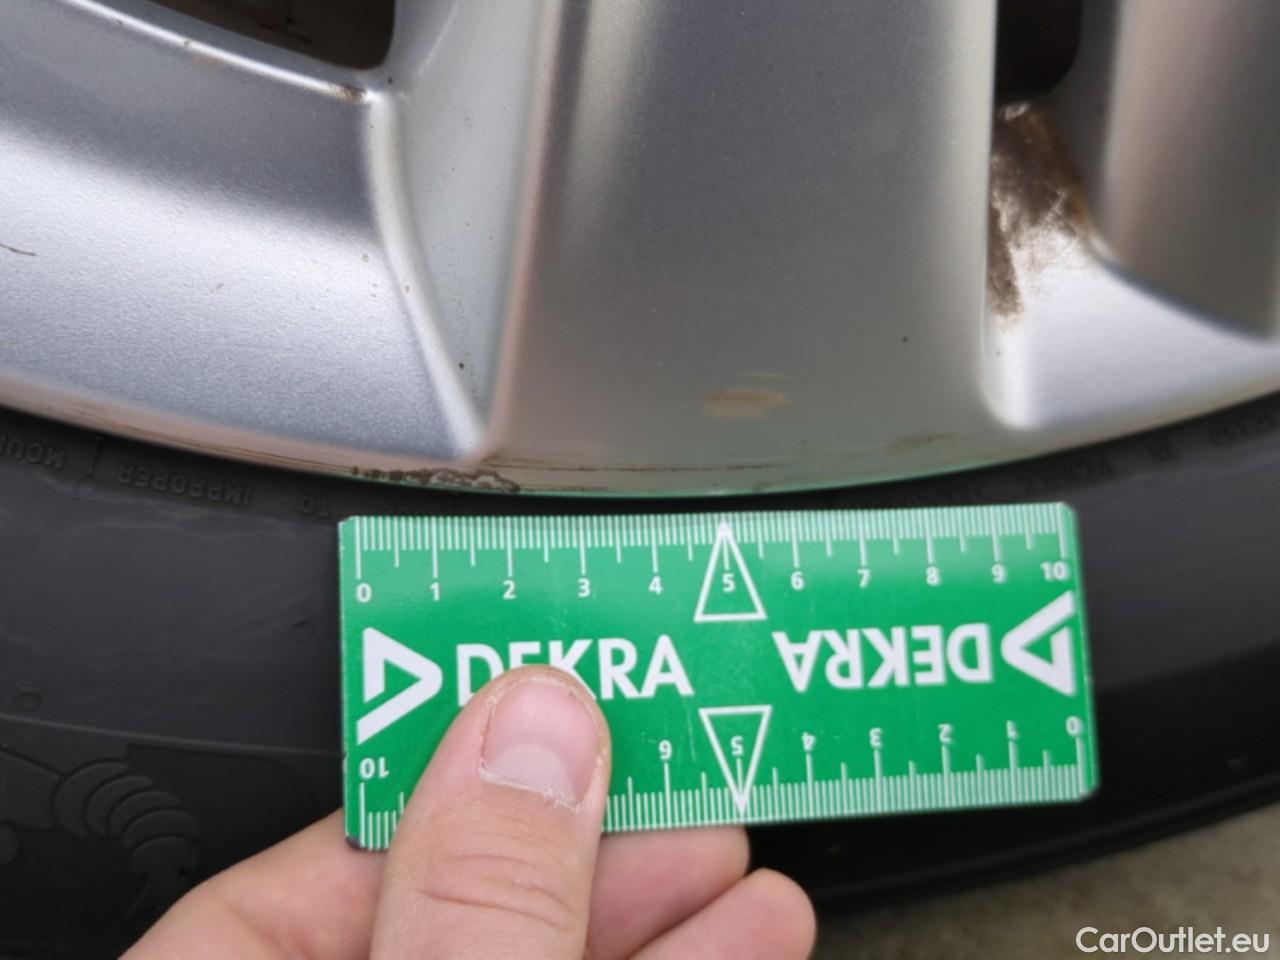 TO IMPROPER
0 1 2 3 4 5 6 7 8 9 10
DEKRA DEKRA
10 6 5 4 3 2 1 0
CarOutlet.eu